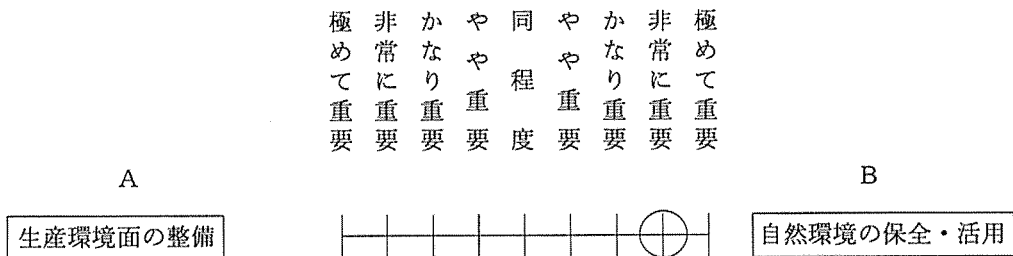 極めて重要
非常に重要
かなり重要
やや重要
同程度
やや重要
かなり重要
非常に重要
極めて重要
A
B
生産環境面の整備
自然環境の保全・活用